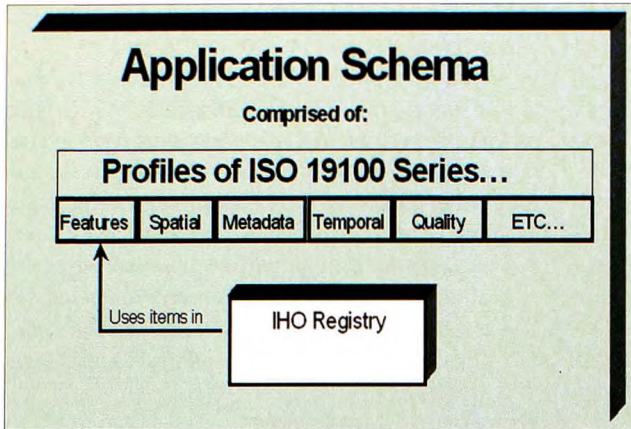 Application Schema
Comprised of:
Profiles of ISO 19100 Series...
Features Spatial Metadata Temporal Quality ETC...
Uses items in IHO Registry